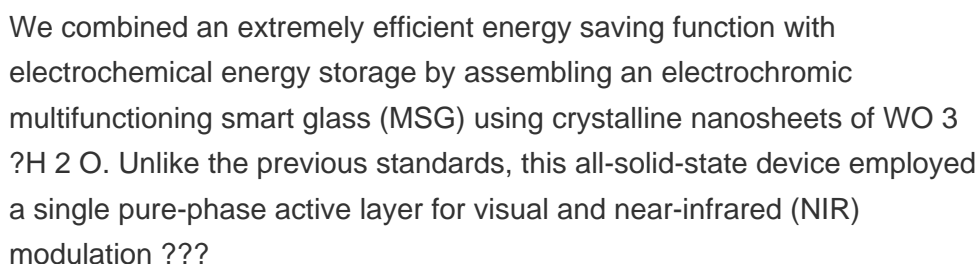 We combined an extremely efficient energy saving function with
electrochemical energy storage by assembling an electrochromic
multifunctioning smart glass (MSG) using crystalline nanosheets of WO 3
?H 2 O. Unlike the previous standards, this all-solid-state device employed
a single pure-phase active layer for visual and near-infrared (NIR)
modulation ???